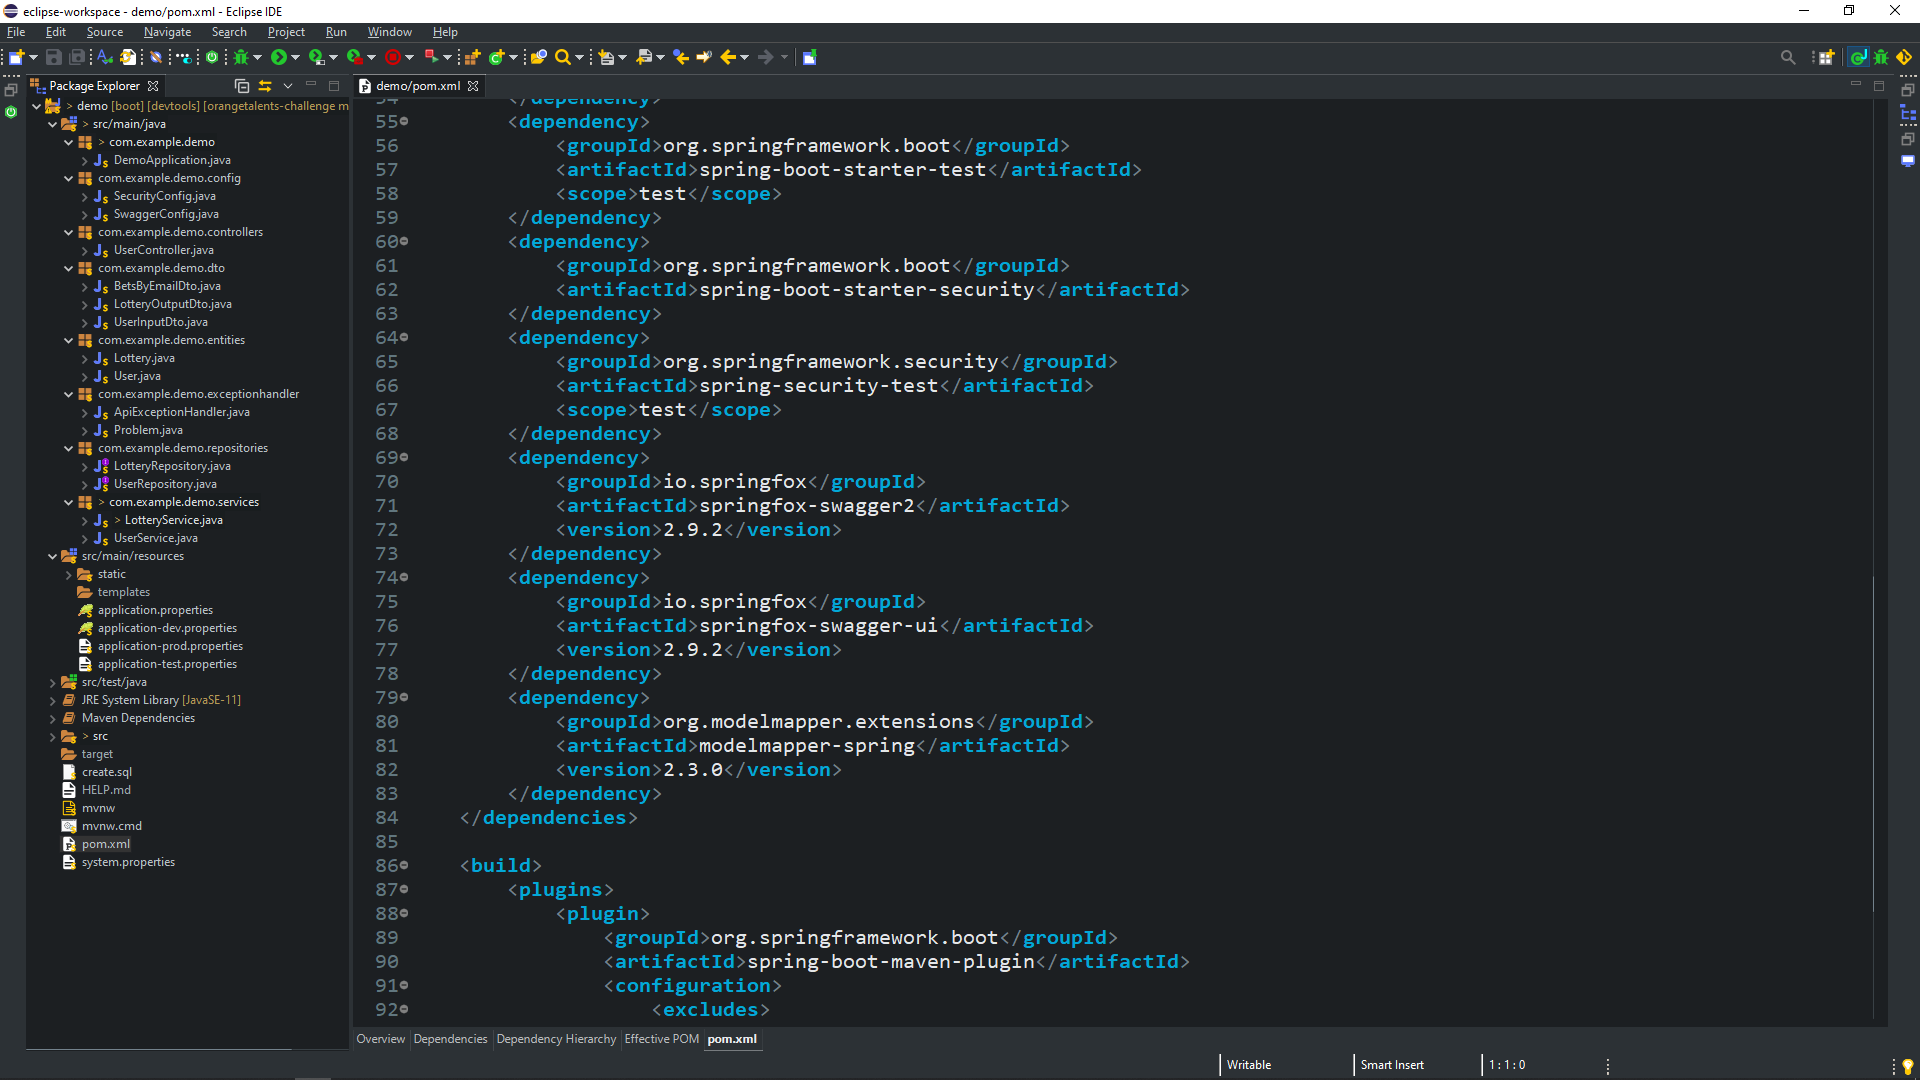 eclipse-workspace - demo/pom.xml - Eclipse IDE
File Edit Source Navigate Search Project Run Window Help
Package Explorer
demo/pom.xml
> demo [boot] [devtools] [orangetalents-challenge m
> src/main/java
> com.example.demo
DemoApplication.java
com.example.demo.config
SecurityConfig.java
SwaggerConfig.java
com.example.demo.controllers
UserController.java
com.example.demo.dto
BetsByEmailDto.java
LotteryOutputDto.java
UserInputDto.java
com.example.demo.entities
Lottery.java
User.java
com.example.demo.exceptionhandler
ApiExceptionHandler.java
Problem.java
com.example.demo.repositories
LotteryRepository.java
UserRepository.java
> com.example.demo.services
> LotteryService.java
UserService.java
src/main/resources
static
templates
application.properties
application-dev.properties
application-prod.properties
application-test.properties
src/test/java
JRE System Library [JavaSE-11]
Maven Dependencies
> src
target
create.sql
HELP.md
mvnw
mvnw.cmd
pom.xml
system.properties
54 </dependency>
55 <dependency>
56 <groupId>org.springframework.boot</groupId>
57 <artifactId>spring-boot-starter-test</artifactId>
58 <scope>test</scope>
59 </dependency>
60 <dependency>
61 <groupId>org.springframework.boot</groupId>
62 <artifactId>spring-boot-starter-security</artifactId>
63 </dependency>
64 <dependency>
65 <groupId>org.springframework.security</groupId>
66 <artifactId>spring-security-test</artifactId>
67 <scope>test</scope>
68 </dependency>
69 <dependency>
70 <groupId>io.springfox</groupId>
71 <artifactId>springfox-swagger2</artifactId>
72 <version>2.9.2</version>
73 </dependency>
74 <dependency>
75 <groupId>io.springfox</groupId>
76 <artifactId>springfox-swagger-ui</artifactId>
77 <version>2.9.2</version>
78 </dependency>
79 <dependency>
80 <groupId>org.modelmapper.extensions</groupId>
81 <artifactId>modelmapper-spring</artifactId>
82 <version>2.3.0</version>
83 </dependency>
84 </dependencies>
85
86 <build>
87 <plugins>
88 <plugin>
89 <groupId>org.springframework.boot</groupId>
90 <artifactId>spring-boot-maven-plugin</artifactId>
91 <configuration>
92 <excludes>
Overview Dependencies Dependency Hierarchy Effective POM pom.xml
Writable Smart Insert 1 : 1 : 0